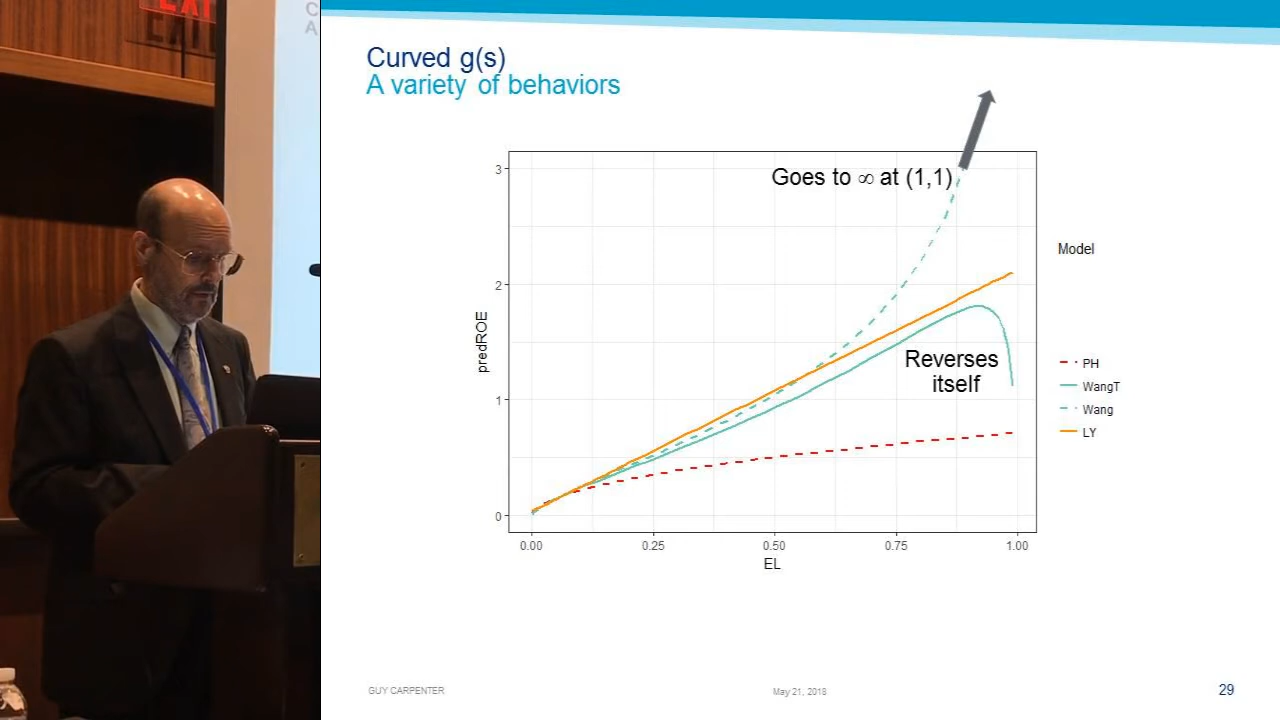 EXIT
C
A
Curved g(s)
A variety of behaviors
Goes to ∞ at (1,1)
Reverses
itself
predROE
3
2
1
0
0.00 0.25 0.50 0.75 1.00
EL
Model
PH
WangT
Wang
LY
GUY CARPENTER
May 21, 2018
29